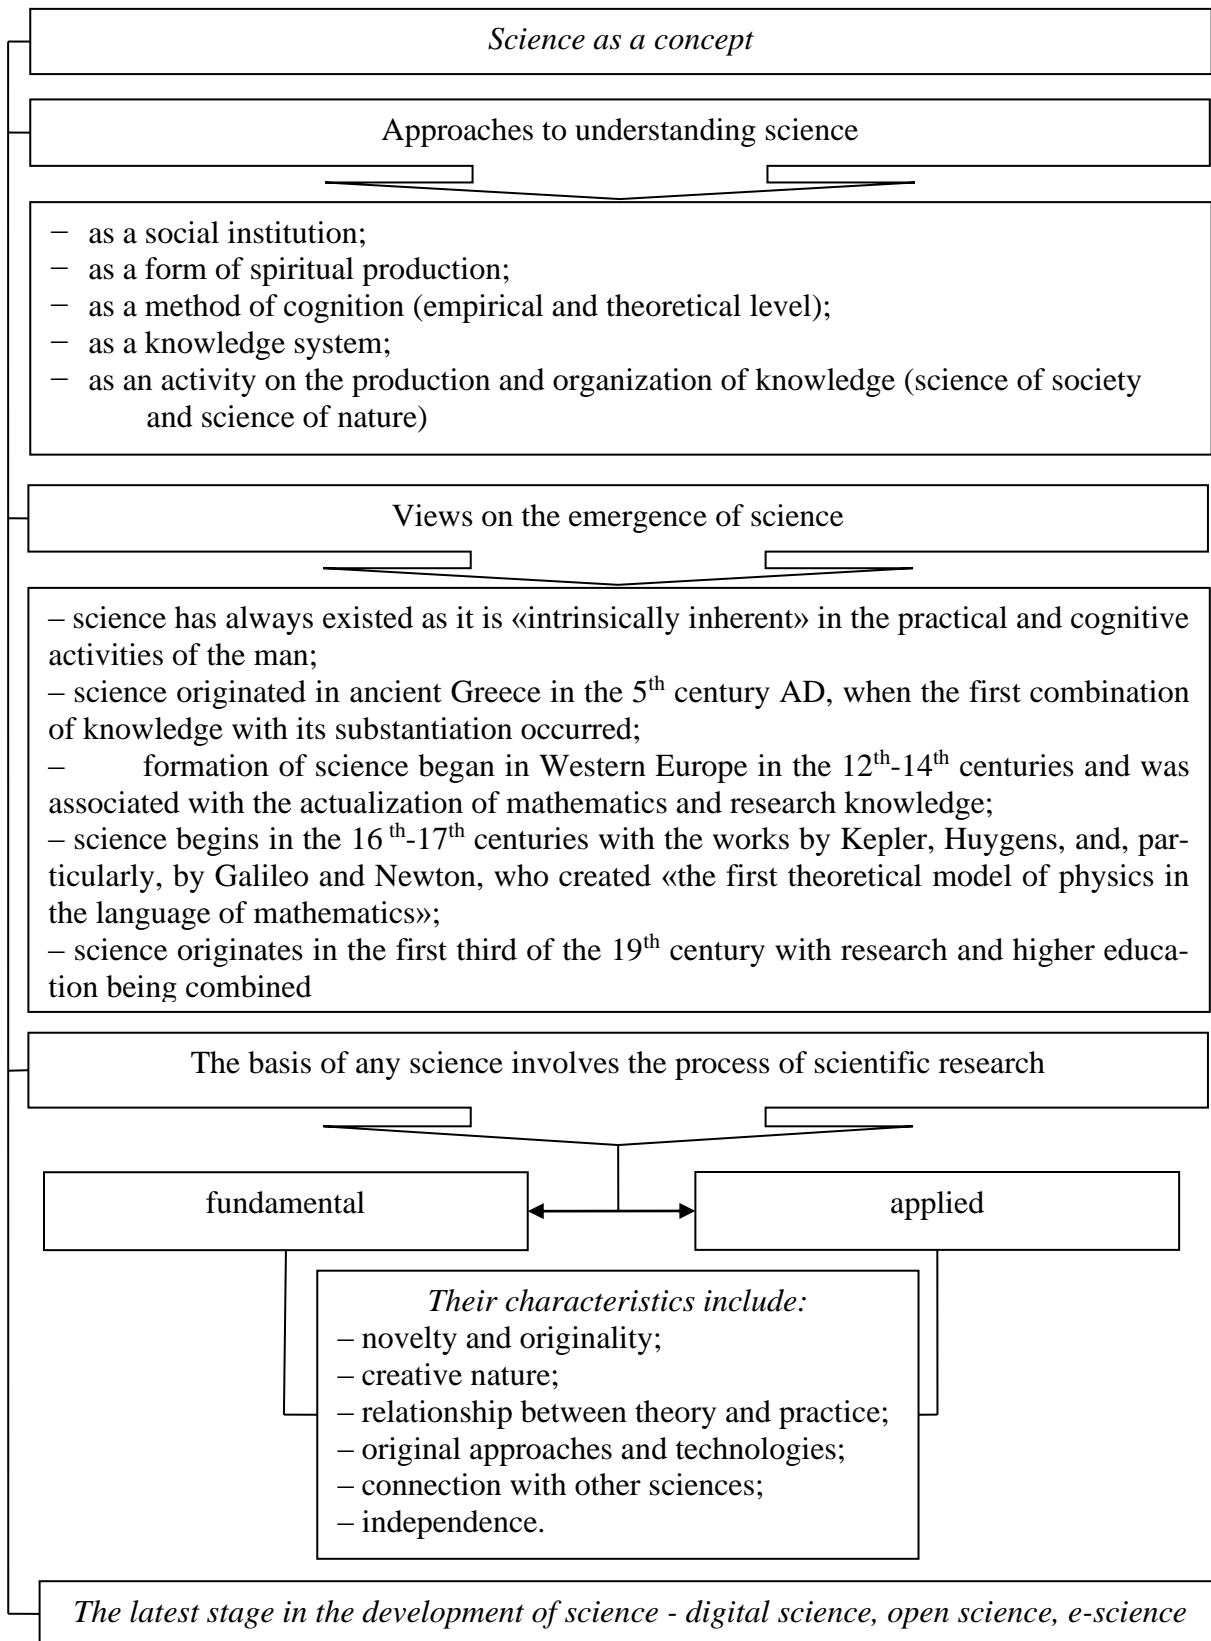 Science as a concept
Approaches to understanding science
− as a social institution;
− as a form of spiritual production;
− as a method of cognition (empirical and theoretical level);
− as a knowledge system;
− as an activity on the production and organization of knowledge (science of society
and science of nature)
Views on the emergence of science
– science has always existed as it is «intrinsically inherent» in the practical and cognitive
activities of the man;
– science originated in ancient Greece in the 5th century AD, when the first combination
of knowledge with its substantiation occurred;
– formation of science began in Western Europe in the 12th-14th centuries and was
associated with the actualization of mathematics and research knowledge;
– science begins in the 16 th-17th centuries with the works by Kepler, Huygens, and, par-
ticularly, by Galileo and Newton, who created «the first theoretical model of physics in
the language of mathematics»;
– science originates in the first third of the 19th century with research and higher educa-
tion being combined
The basis of any science involves the process of scientific research
fundamental
applied
Their characteristics include:
– novelty and originality;
– creative nature;
– relationship between theory and practice;
– original approaches and technologies;
– connection with other sciences;
– independence.
The latest stage in the development of science - digital science, open science, e-science